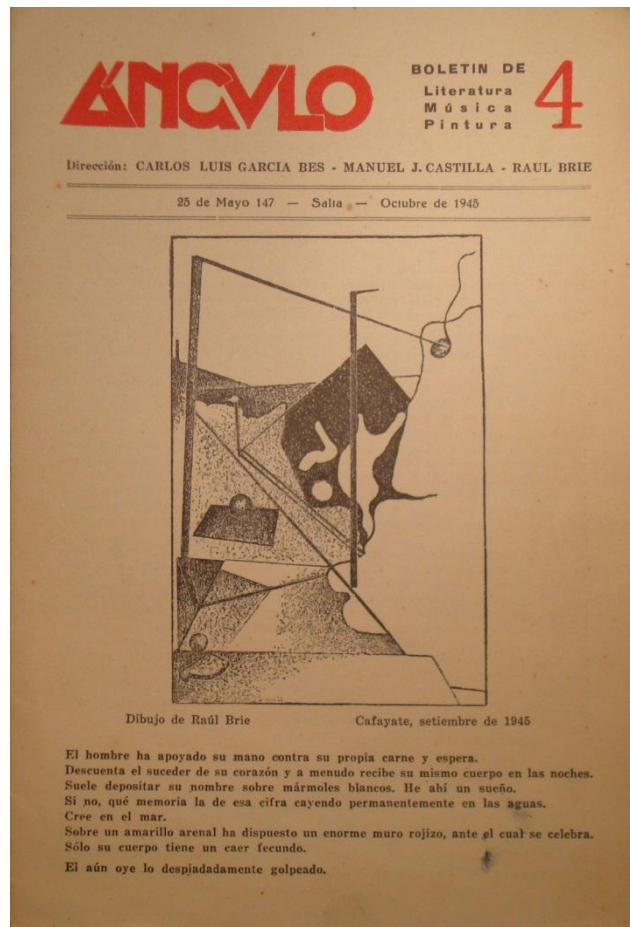 ÁNGVLO
BOLETIN DE
Literatura
Música
Pintura
4
Dirección: CARLOS LUIS GARCIA BES - MANUEL J. CASTILLA - RAUL BRIE
25 de Mayo 147 — Salta — Octubre de 1945
Dibujo de Raúl Brie
Cafayate, setiembre de 1945
El hombre ha apoyado su mano contra su propia carne y espera.
Descuenta el suceder de su corazón y a menudo recibe su mismo cuerpo en las noches.
Suele depositar su nombre sobre mármoles blancos. He ahí un sueño.
Si no, qué memoria la de esa cifra cayendo permanentemente en las aguas.
Cree en el mar.
Sobre un amarillo arenal ha dispuesto un enorme muro rojizo, ante el cual se celebra.
Sólo su cuerpo tiene un caer fecundo.
El aún oye lo despiadadamente golpeado.